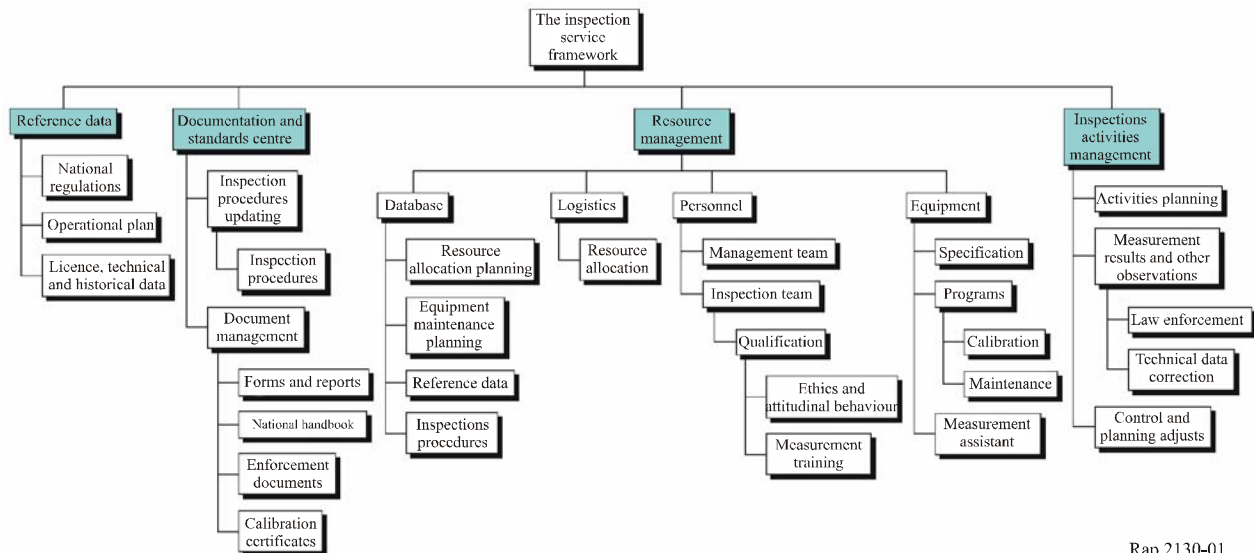 The inspection
service
framework
Reference data
National
regulations
Operational plan
Licence, technical
and historical data
Documentation and
standards centre
Inspection
procedures
updating
Inspection
procedures
Document
management
Forms and reports
National handbook
Enforcement
documents
Calibration
certificates
Resource
management
Database
Resource
allocation planning
Equipment
maintenance
planning
Reference data
Inspections
procedures
Logistics
Resource
allocation
Personnel
Management team
Inspection team
Qualification
Ethics and
attitudinal behaviour
Measurement
training
Equipment
Specification
Programs
Calibration
Maintenance
Measurement
assistant
Inspections
activities
management
Activities planning
Measurement
results and other
observations
Law enforcement
Technical data
correction
Control and
planning adjusts
Rap 2130-01